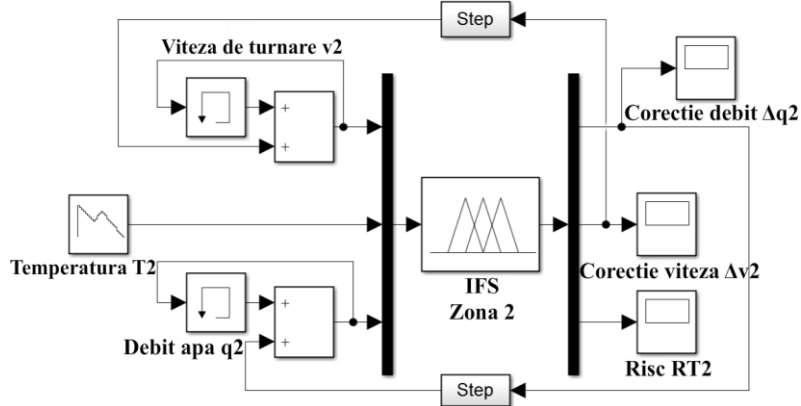 Step
Viteza de turnare v2
+
+
Corectie debit Δq2
Temperatura T2
IFS
Zona 2
Corectie viteza Δv2
+
+
Debit apa q2
Risc RT2
Step